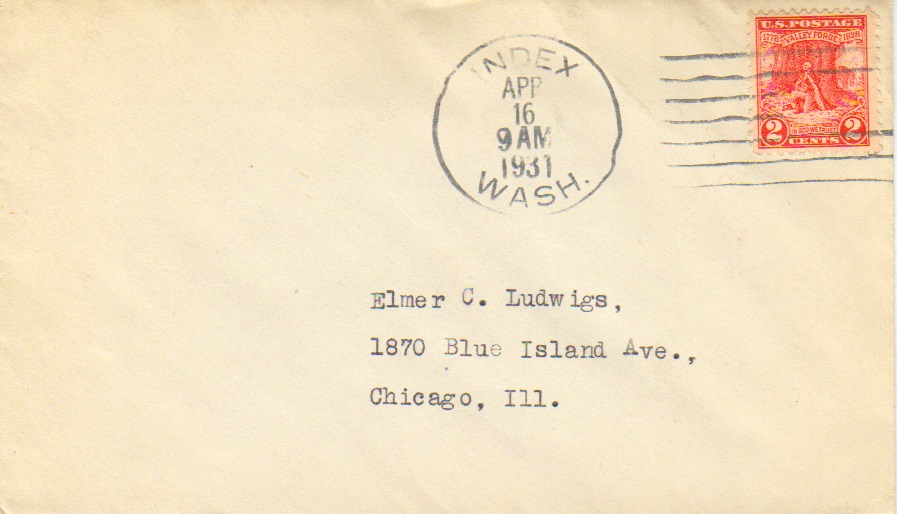 INDEX
APR
16
9 AM
1931
WASH.
U.S. POSTAGE
1778 VALLEY FORGE 1928
IN GOD WE TRUST
2 CENTS 2
Elmer C. Ludwigs,
1870 Blue Island Ave.,
Chicago, Ill.